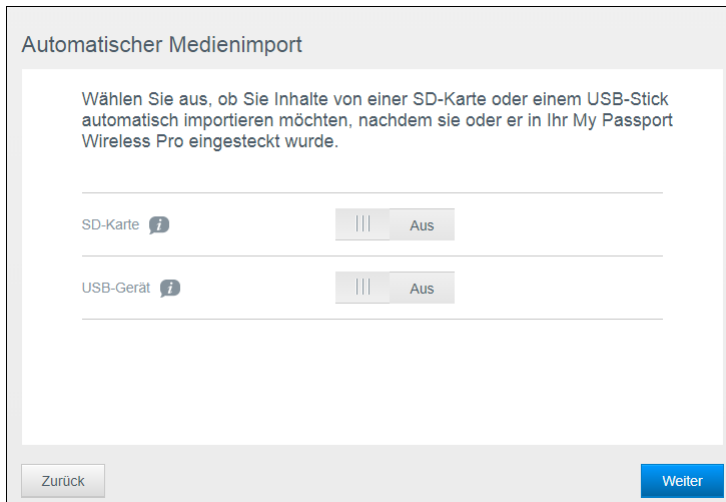 Automatischer Medienimport
Wählen Sie aus, ob Sie Inhalte von einer SD-Karte oder einem USB-Stick
automatisch importieren möchten, nachdem sie oder er in Ihr My Passport
Wireless Pro eingesteckt wurde.
SD-Karte i Aus
USB-Gerät i Aus
Zurück Weiter